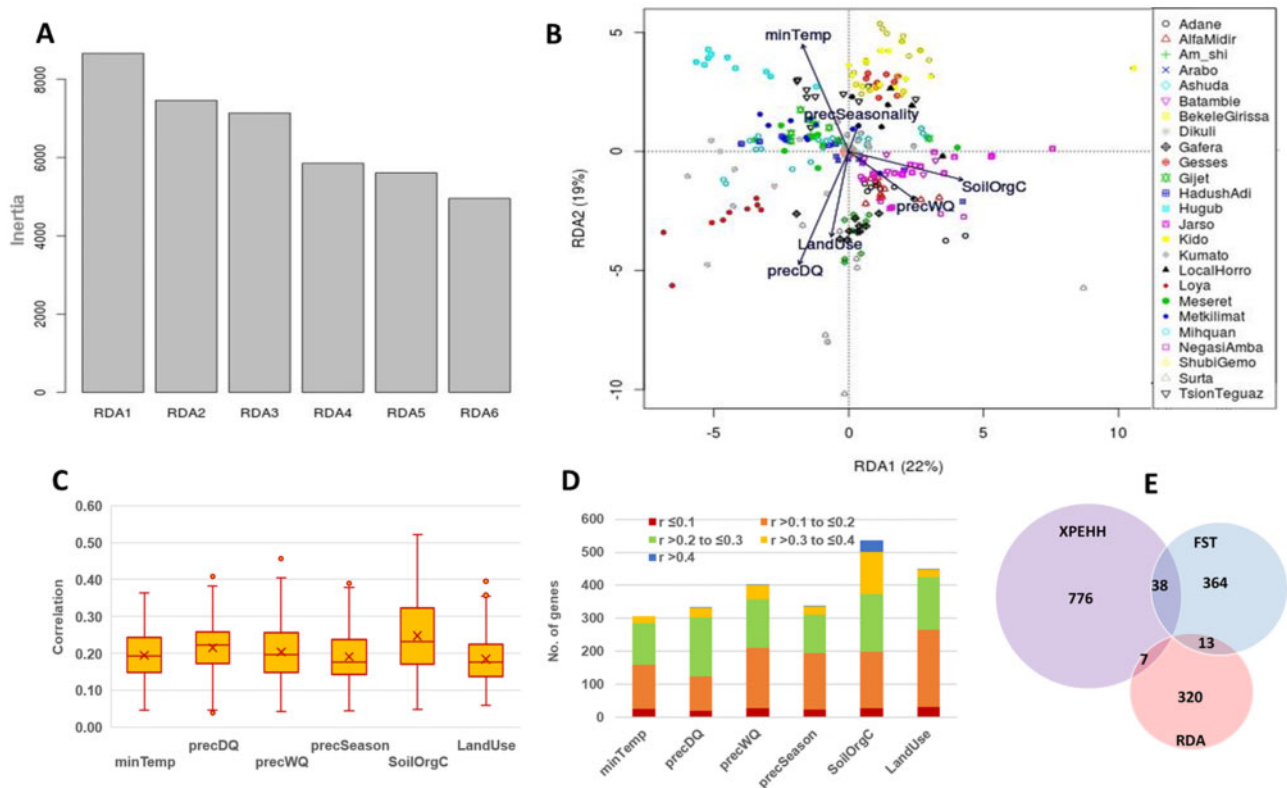 A
Inertia
0
2000
4000
6000
8000
RDA1
RDA2
RDA3
RDA4
RDA5
RDA6
B
RDA2 (19%)
5
0
-5
-10
-5
0
5
10
RDA1 (22%)
minTemp
precSeasonality
SoilOrgC
precWQ
LandUse
precDQ
Adane
AlfaMidir
Am_shi
Arabo
Ashuda
Batambie
BekeleGirissa
Dikuli
Gafera
Gesses
Gijet
HadushAdi
Hugub
Jarso
Kido
Kumato
LocalHorro
Loya
Meseret
Metkilimat
Mihquan
NegasiAmba
ShubiGemo
Surta
TsionTeguaz
C
Correlation
0.60
0.50
0.40
0.30
0.20
0.10
0.00
minTemp
precDQ
precWQ
precSeason
SoilOrgC
LandUse
D
No. of genes
600
500
400
300
200
100
0
r ≤0.1
r >0.1 to ≤0.2
r >0.2 to ≤0.3
r >0.3 to ≤0.4
r >0.4
minTemp
precDQ
precWQ
precSeason
SoilOrgC
LandUse
E
XPEHH
FST
776
38
364
13
7
320
RDA